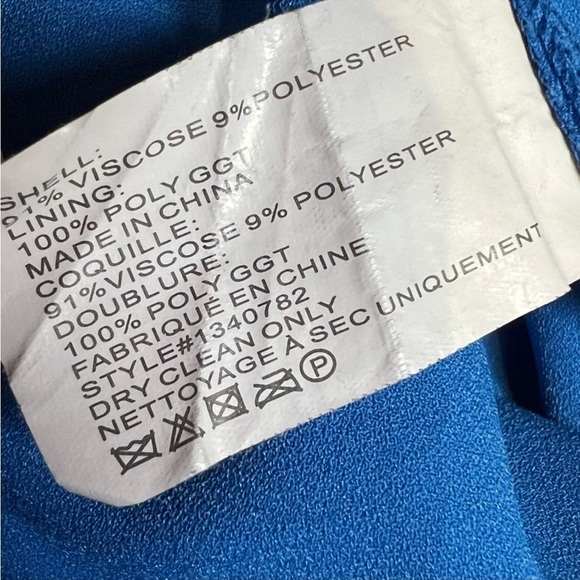 SHELL:
91% VISCOSE 9% POLYESTER
LINING:
100% POLY GGT
MADE IN CHINA
COQUILLE:
91%VISCOSE 9% POLYESTER
DOUBLURE:
100% POLY GGT
FABRIQUÉ EN CHINE
STYLE#1340782
DRY CLEAN ONLY
NETTOYAGE À SEC UNIQUEMENT
P